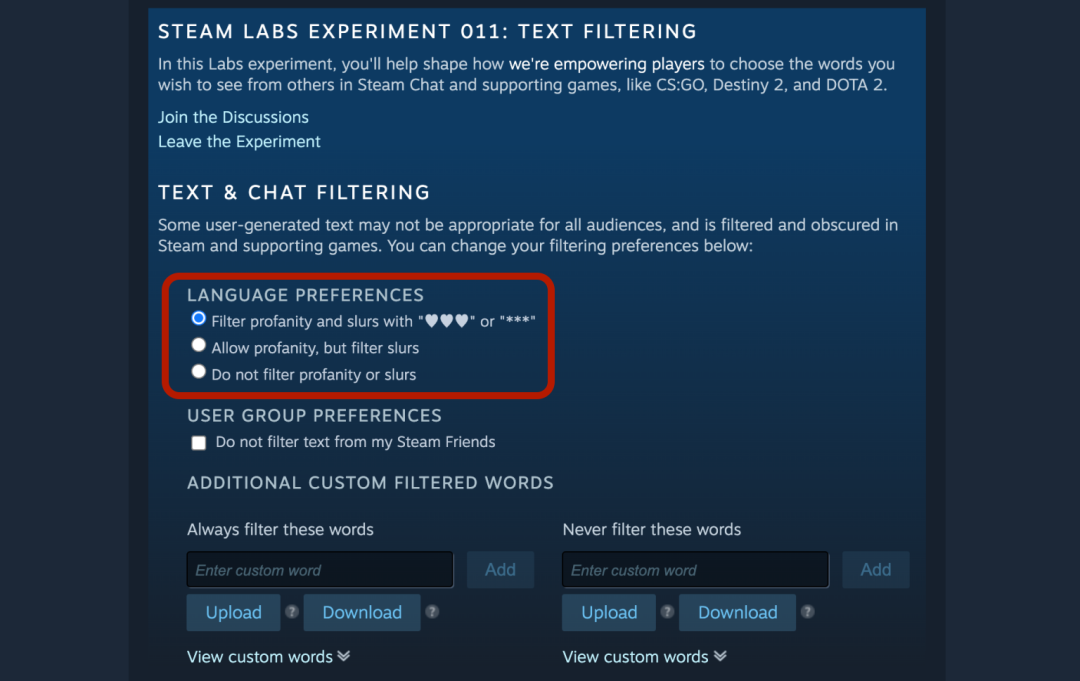 STEAM LABS EXPERIMENT 011: TEXT FILTERING
In this Labs experiment, you'll help shape how we're empowering players to choose the words you
wish to see from others in Steam Chat and supporting games, like CS:GO, Destiny 2, and DOTA 2.
Join the Discussions
Leave the Experiment
TEXT & CHAT FILTERING
Some user-generated text may not be appropriate for all audiences, and is filtered and obscured in
Steam and supporting games. You can change your filtering preferences below:
LANGUAGE PREFERENCES
Filter profanity and slurs with "♥♥♥" or "***"
Allow profanity, but filter slurs
Do not filter profanity or slurs
USER GROUP PREFERENCES
Do not filter text from my Steam Friends
ADDITIONAL CUSTOM FILTERED WORDS
Always filter these words
Enter custom word Add
Upload ? Download ?
View custom words
Never filter these words
Enter custom word Add
Upload ? Download ?
View custom words